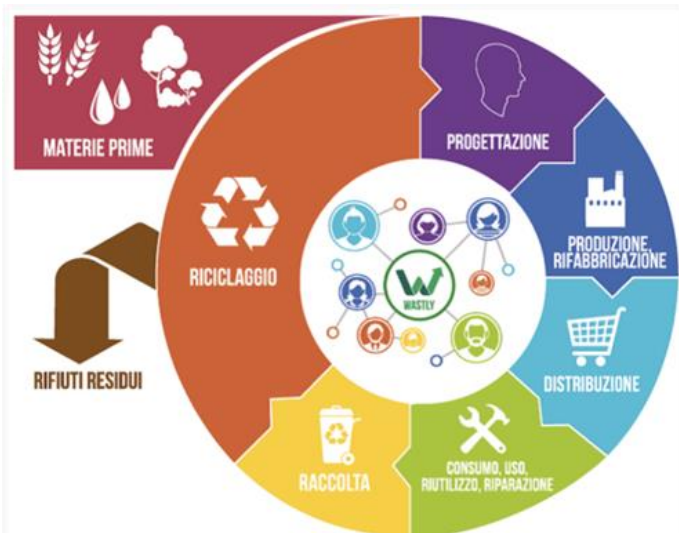 MATERIE PRIME
PROGETTAZIONE
PRODUZIONE,
RIFABBRICAZIONE
RICICLAGGIO
WASTLY
DISTRIBUZIONE
RIFIUTI RESIDUI
CONSUMO, USO,
RIUTILIZZO, RIPARAZIONE
RACCOLTA